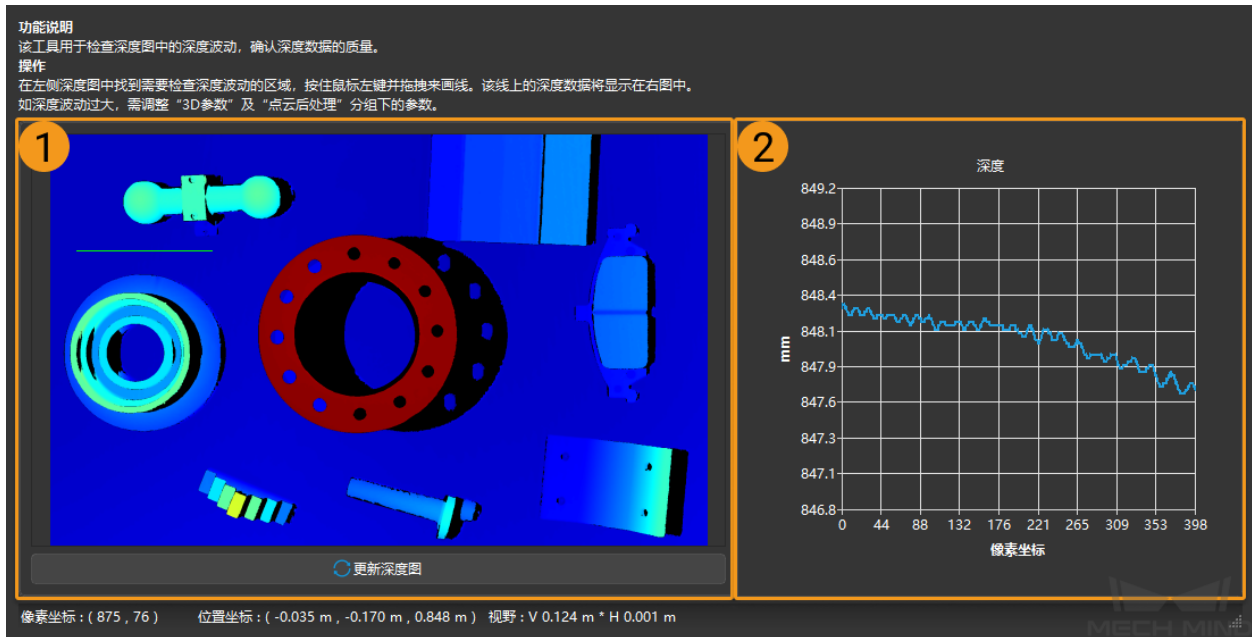 功能说明
该工具用于检查深度图中的深度波动，确认深度数据的质量。
操作
在左侧深度图中找到需要检查深度波动的区域，按住鼠标左键并拖拽来画线。该线上的深度数据将显示在右图中。
如深度波动过大，需调整“3D参数”及“点云后处理”分组下的参数。
1
2
深度
849.2
848.9
848.6
848.4
848.1
847.9
847.6
847.3
847.1
846.8
mm
0 44 88 132 176 221 265 309 353 398
像素坐标
更新深度图
像素坐标 : ( 875 , 76 ) 位置坐标 : ( -0.035 m , -0.170 m , 0.848 m ) 视野 : V 0.124 m * H 0.001 m
MECH MIND